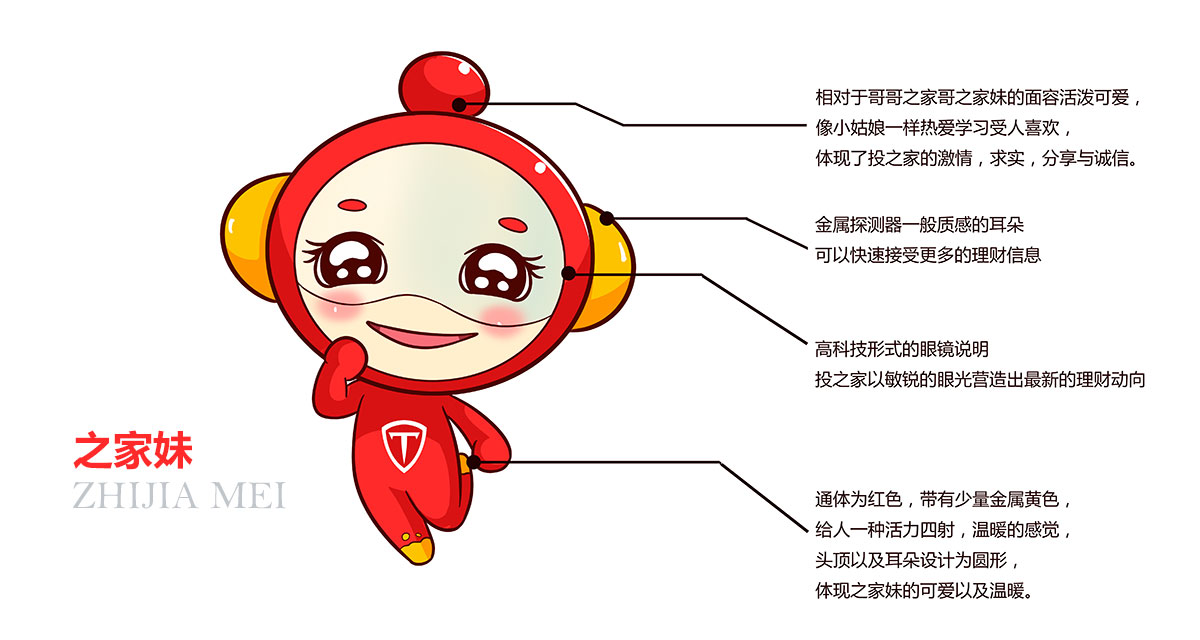 相对于哥哥之家哥之家妹的面容活泼可爱，
像小姑娘一样热爱学习受人喜欢，
体现了投之家的激情，求实，分享与诚信。
金属探测器一般质感的耳朵
可以快速接受更多的理财信息
高科技形式的眼镜说明
投之家以敏锐的眼光营造出最新的理财动向
之家妹
ZHIJIA MEI
T
通体为红色，带有少量金属黄色，
给人一种活力四射，温暖的感觉，
头顶以及耳朵设计为圆形，
体现之家妹的可爱以及温暖。